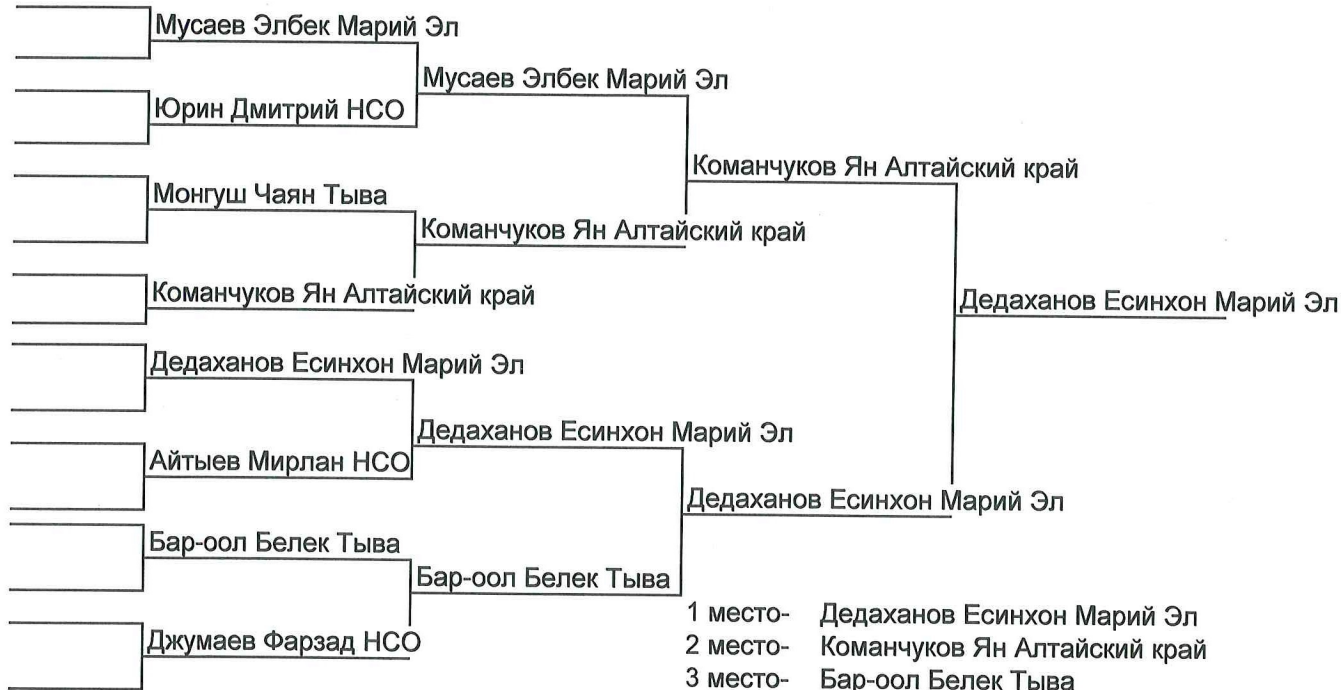 Мусаев Элбек Марий Эл
Мусаев Элбек Марий Эл
Юрин Дмитрий НСО
Команчуков Ян Алтайский край
Монгуш Чаян Тыва
Команчуков Ян Алтайский край
Команчуков Ян Алтайский край
Дедаханов Есинхон Марий Эл
Дедаханов Есинхон Марий Эл
Дедаханов Есинхон Марий Эл
Айтыев Мирлан НСО
Дедаханов Есинхон Марий Эл
Бар-оол Белек Тыва
Бар-оол Белек Тыва
Джумаев Фарзад НСО
1 место- Дедаханов Есинхон Марий Эл
2 место- Команчуков Ян Алтайский край
3 место- Бар-оол Белек Тыва